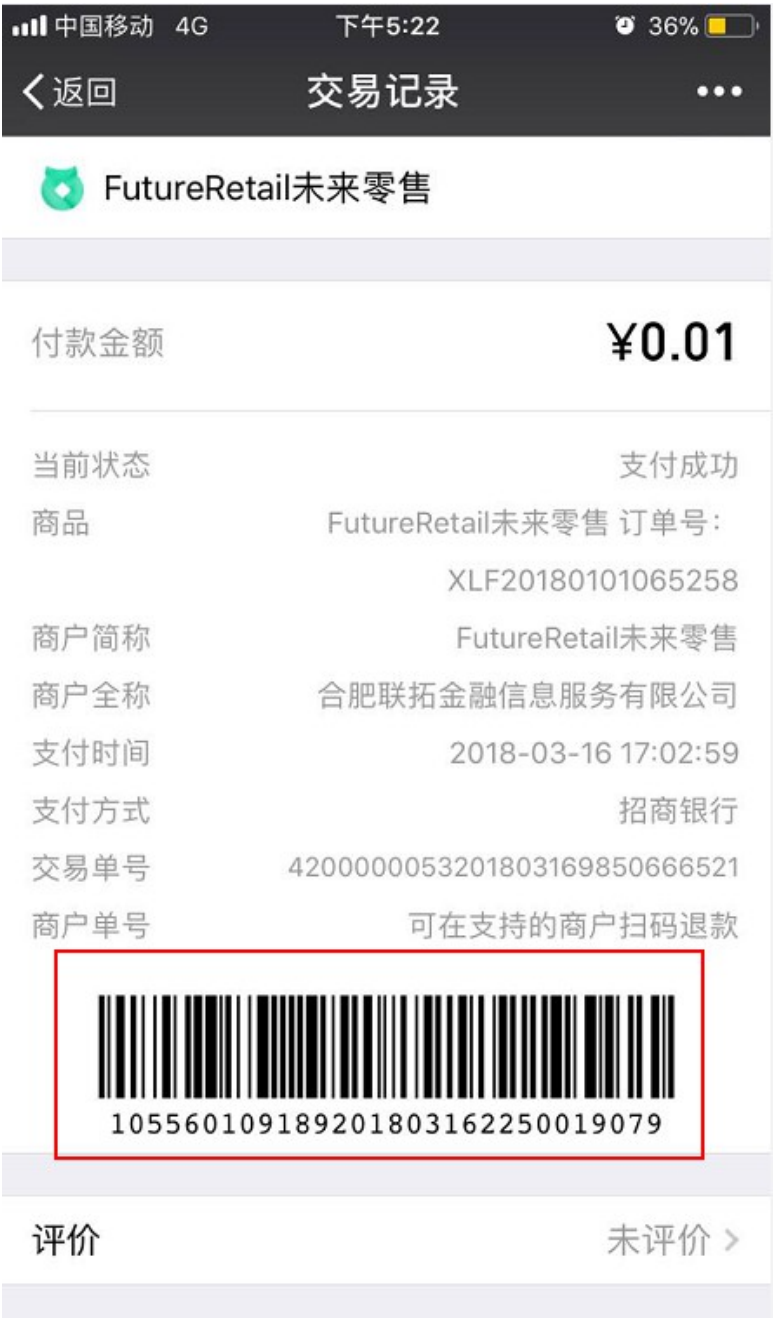 中国移动 4G 下午5:22 36%
返回 交易记录
FutureRetail未来零售
付款金额 ¥0.01
当前状态 支付成功
商品 FutureRetail未来零售 订单号：
XLF20180101065258
商户简称 FutureRetail未来零售
商户全称 合肥联拓金融信息服务有限公司
支付时间 2018-03-16 17:02:59
支付方式 招商银行
交易单号 4200000053201803169850666521
商户单号 可在支持的商户扫码退款
105560109189201803162250019079
评价 未评价